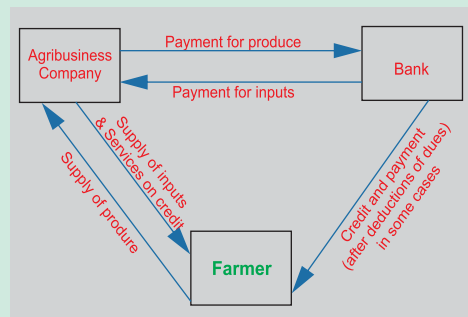 Agribusiness
Company
Payment for produce
Bank
Payment for inputs
Supply of inputs
& Services on credit
Supply of produce
Credit and payment
(after deductions of dues)
in some cases
Farmer